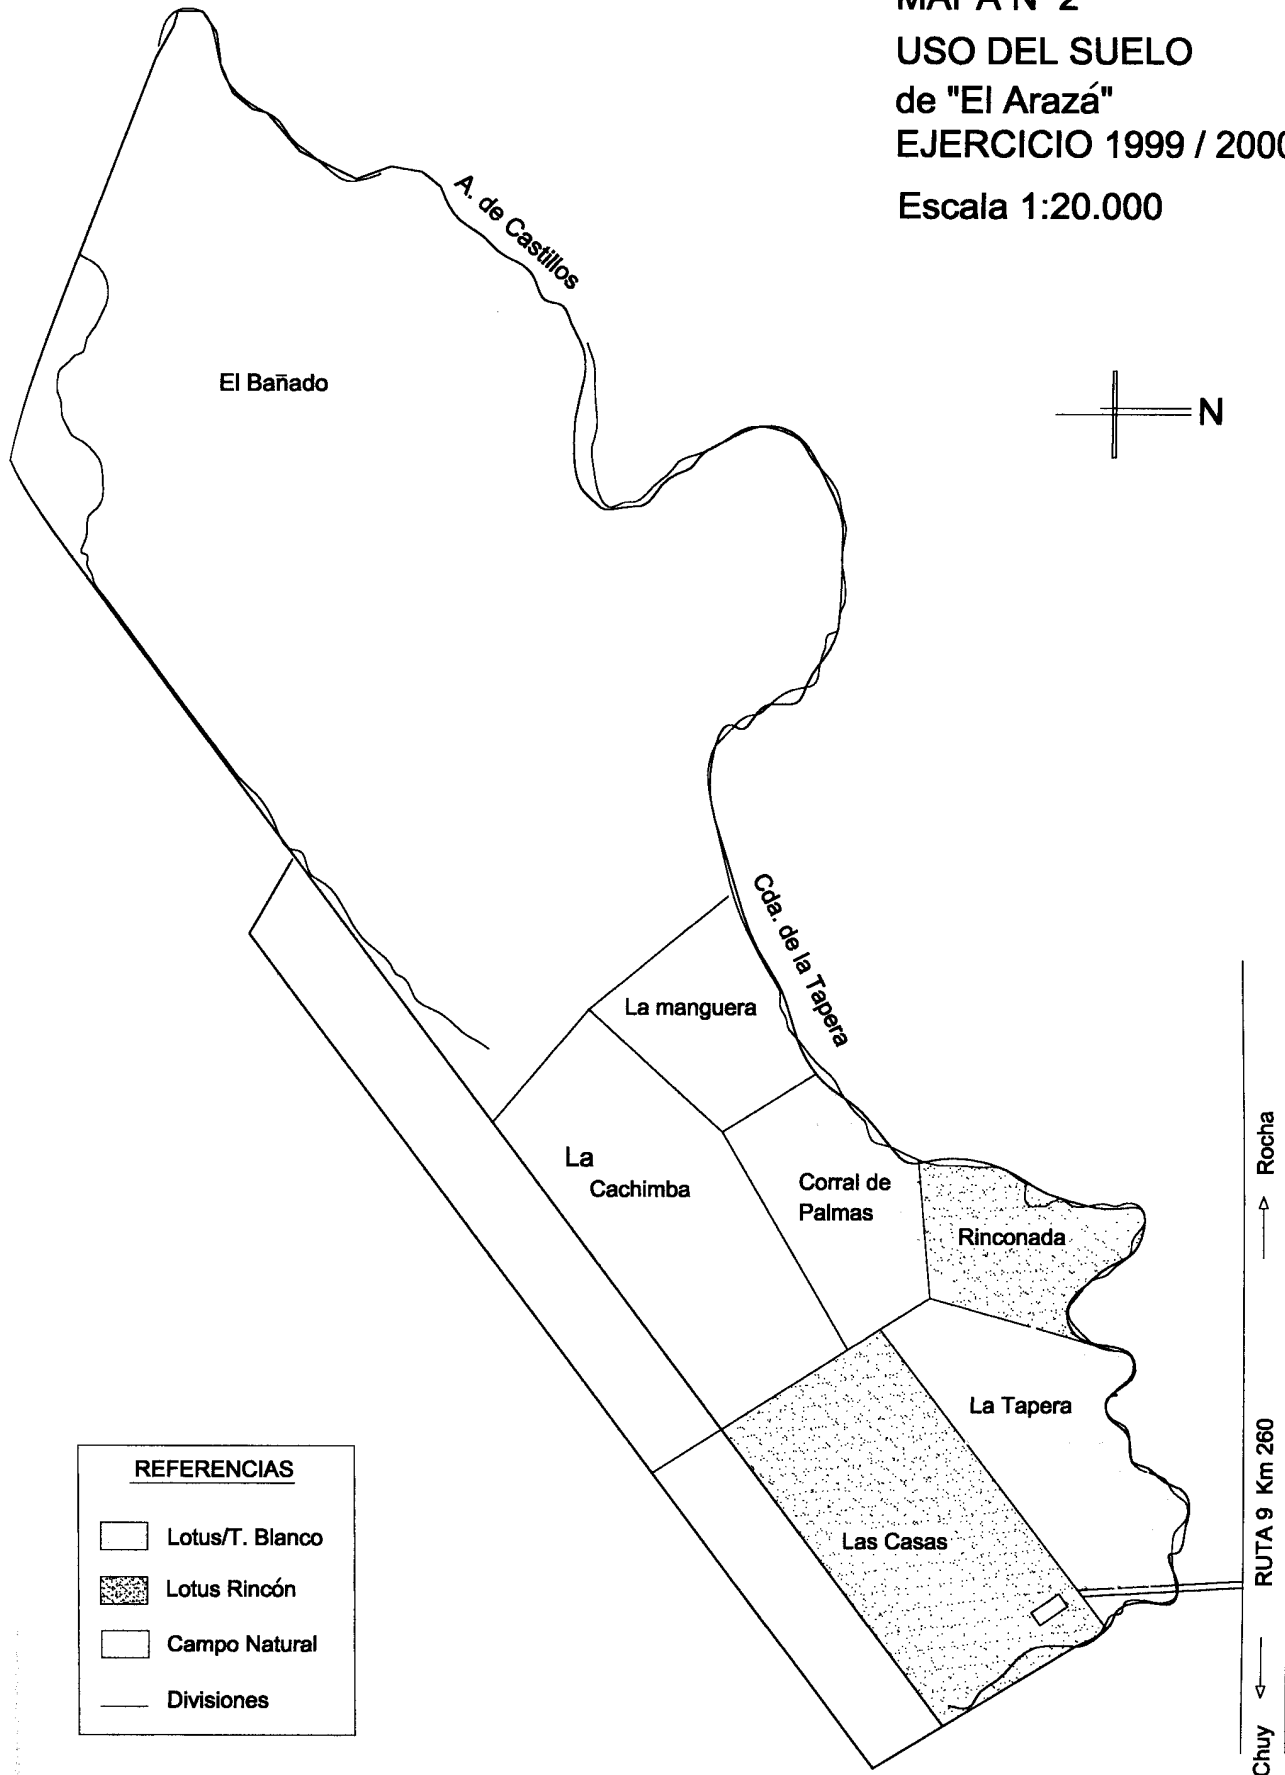 MAPA N° 2
USO DEL SUELO
de "El Arazá"
EJERCICIO 1999 / 2000
Escala 1:20.000
A. de Castillos
El Bañado
N
Cda. de la Tapera
La manguera
La
Cachimba
Corral de
Palmas
Rinconada
La Tapera
Las Casas
Rocha
RUTA 9 Km 260
Chuy
REFERENCIAS
Lotus/T. Blanco
Lotus Rincón
Campo Natural
Divisiones